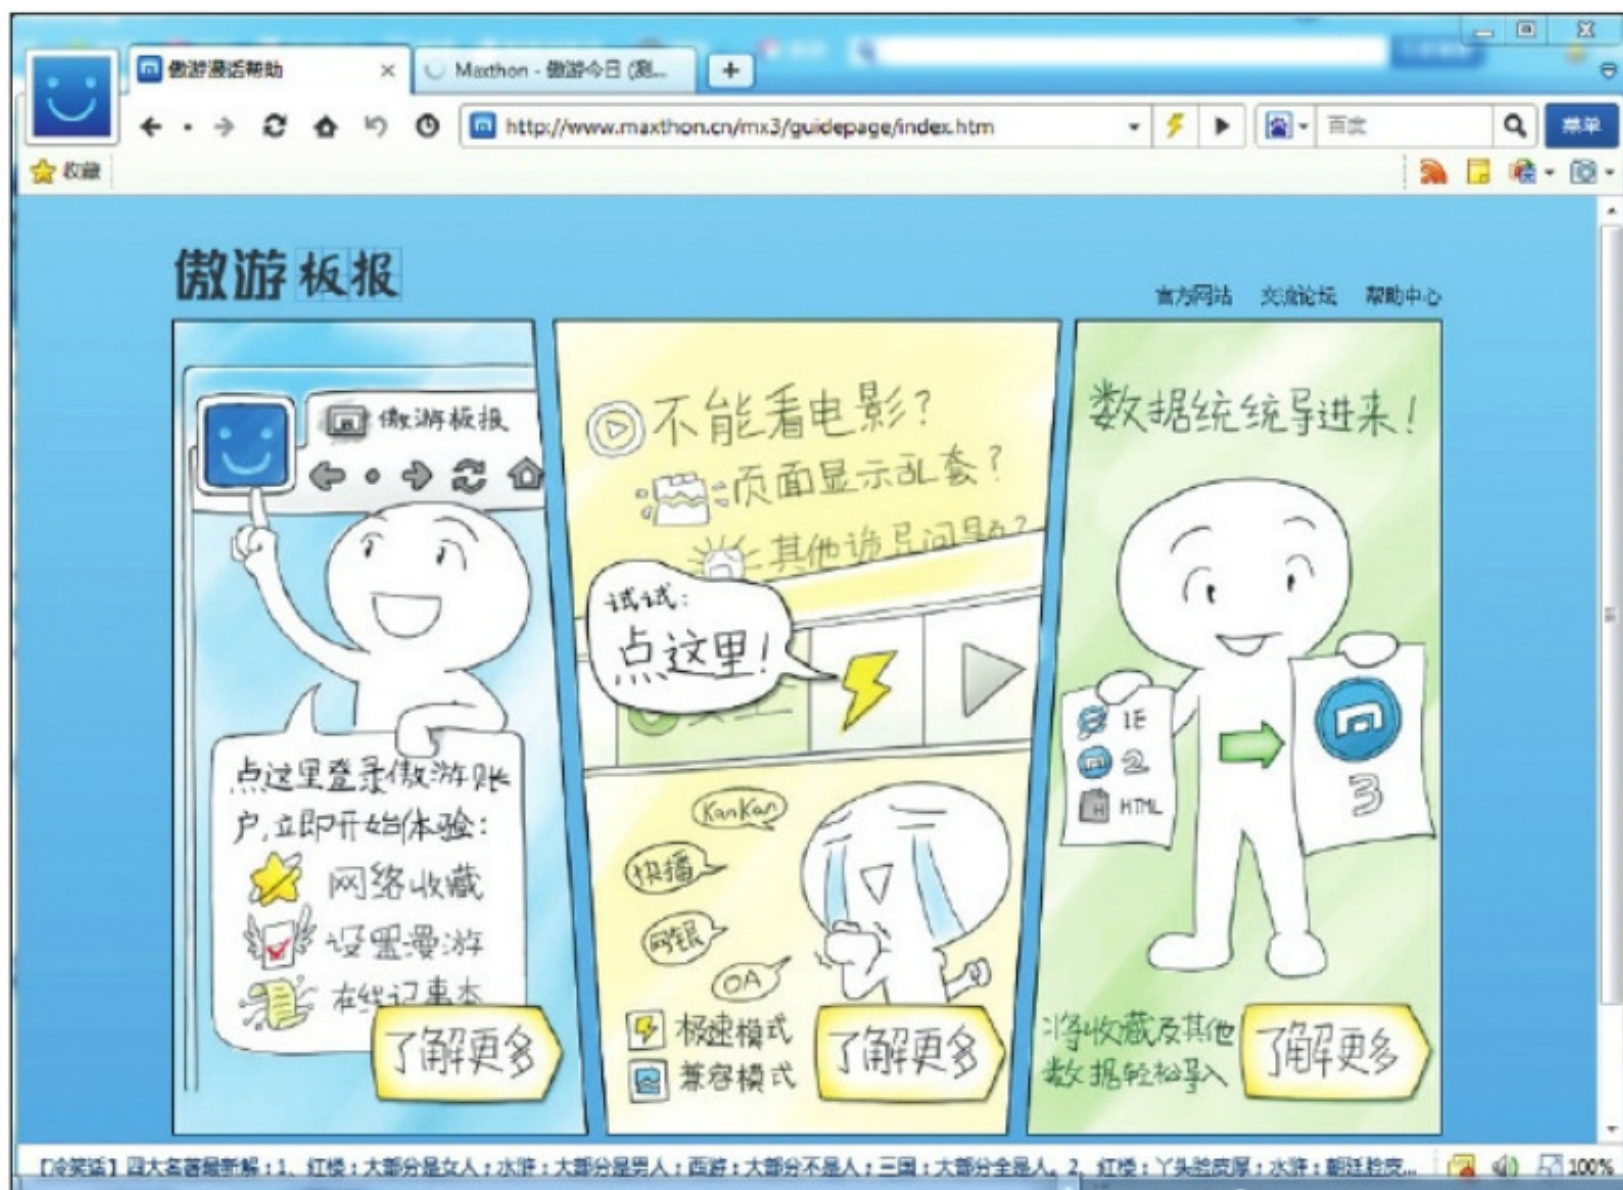 傲游漫话帮助
Maxthon - 傲游今日 (测...
http://www.maxthon.cn/mx3/guidepage/index.htm
百度
菜单
收藏
傲游板报
官方网站 交流论坛 帮助中心
傲游板报
点这里登录傲游账
户,立即开始体验:
网络收藏
设置漫游
在线记事本
了解更多
不能看电影?
页面显示乱套?
其他诡异问题?
试试:
点这里!
KanKan
快播
网银
OA
极速模式
兼容模式
了解更多
数据统统导进来!
IE
2
HTML
3
将收藏及其他
数据轻松导入
了解更多
【冷笑话】四大名著最新解:1、红楼:大部分是女人;水浒:大部分是男人;西游:大部分不是人;三国:大部分全是人。2、红楼:丫头脸皮厚;水浒:朝廷脸皮...
100%